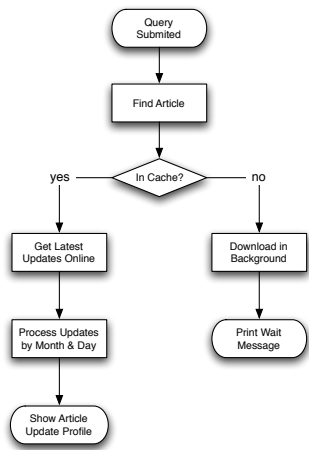 Query
Submited
Find Article
In Cache?
yes
no
Get Latest
Updates Online
Download in
Background
Process Updates
by Month & Day
Print Wait
Message
Show Article
Update Profile